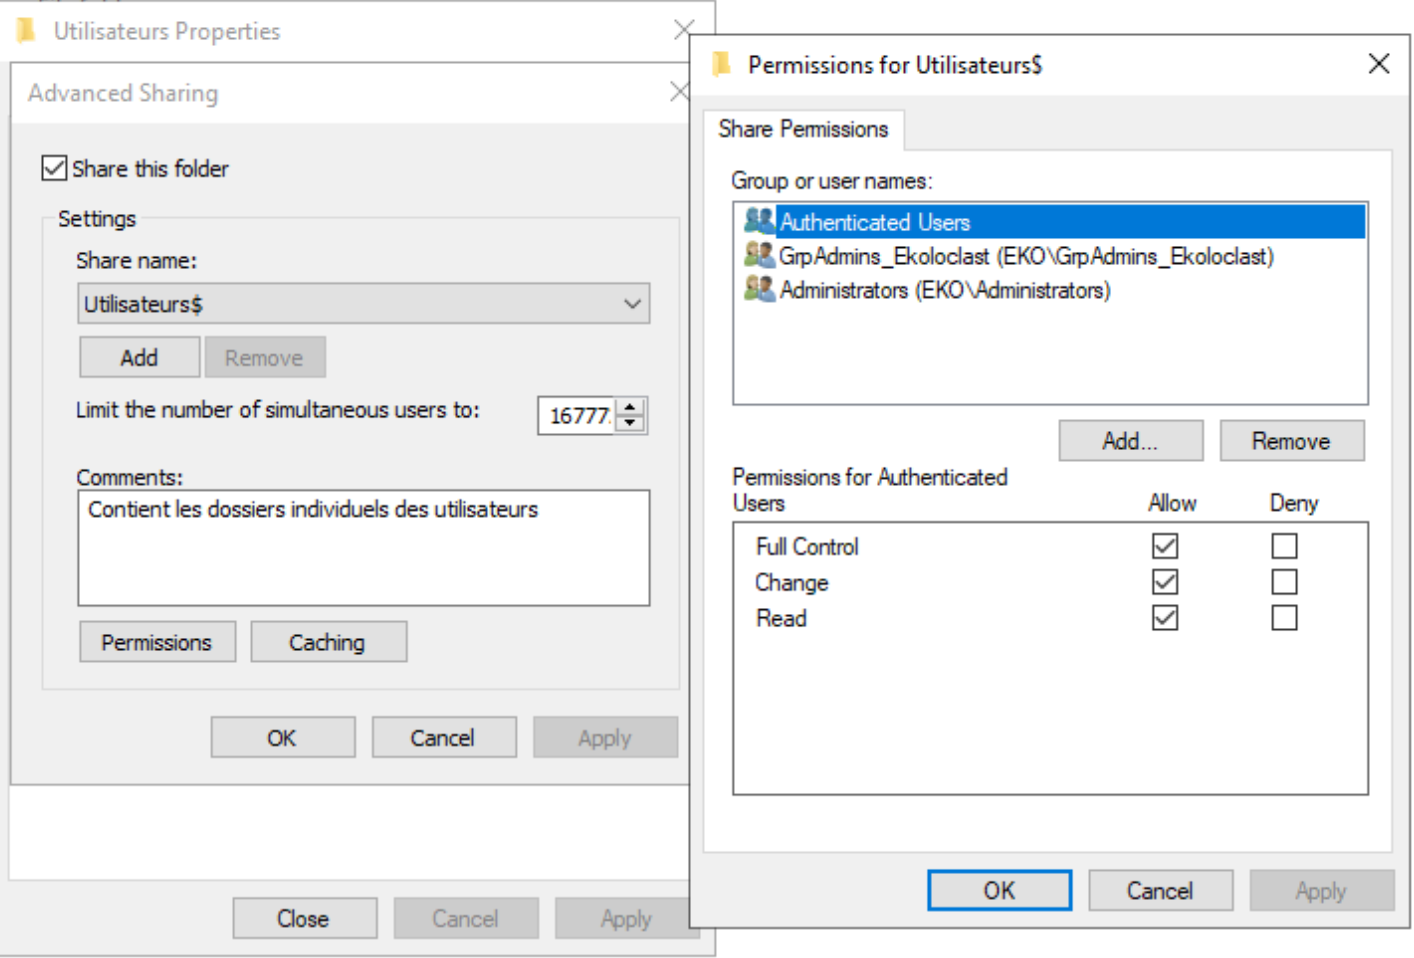 Utilisateurs Properties
Advanced Sharing
Share this folder
Settings
Share name:
Utilisateurs$
Add Remove
Limit the number of simultaneous users to: 16777
Comments:
Contient les dossiers individuels des utilisateurs
Permissions Caching
OK Cancel Apply
Close Cancel Apply
Permissions for Utilisateurs$
Share Permissions
Group or user names:
Authenticated Users
GrpAdmins_Ekoloclast (EKO\GrpAdmins_Ekoloclast)
Administrators (EKO\Administrators)
Add... Remove
Permissions for Authenticated
Users Allow Deny
Full Control
Change
Read
OK Cancel Apply